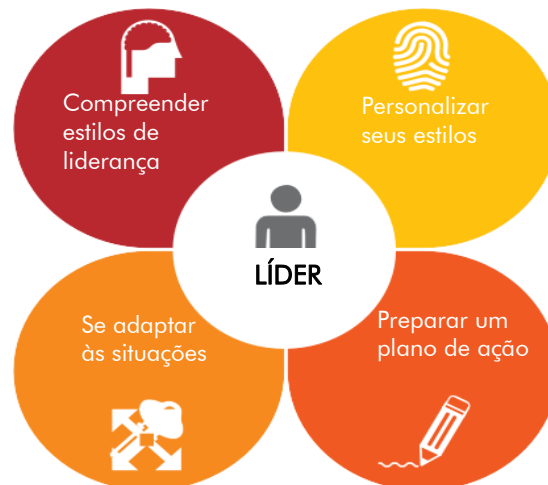 Compreender
estilos de
liderança
Personalizar
seus estilos
LÍDER
Se adaptar
às situações
Preparar um
plano de ação